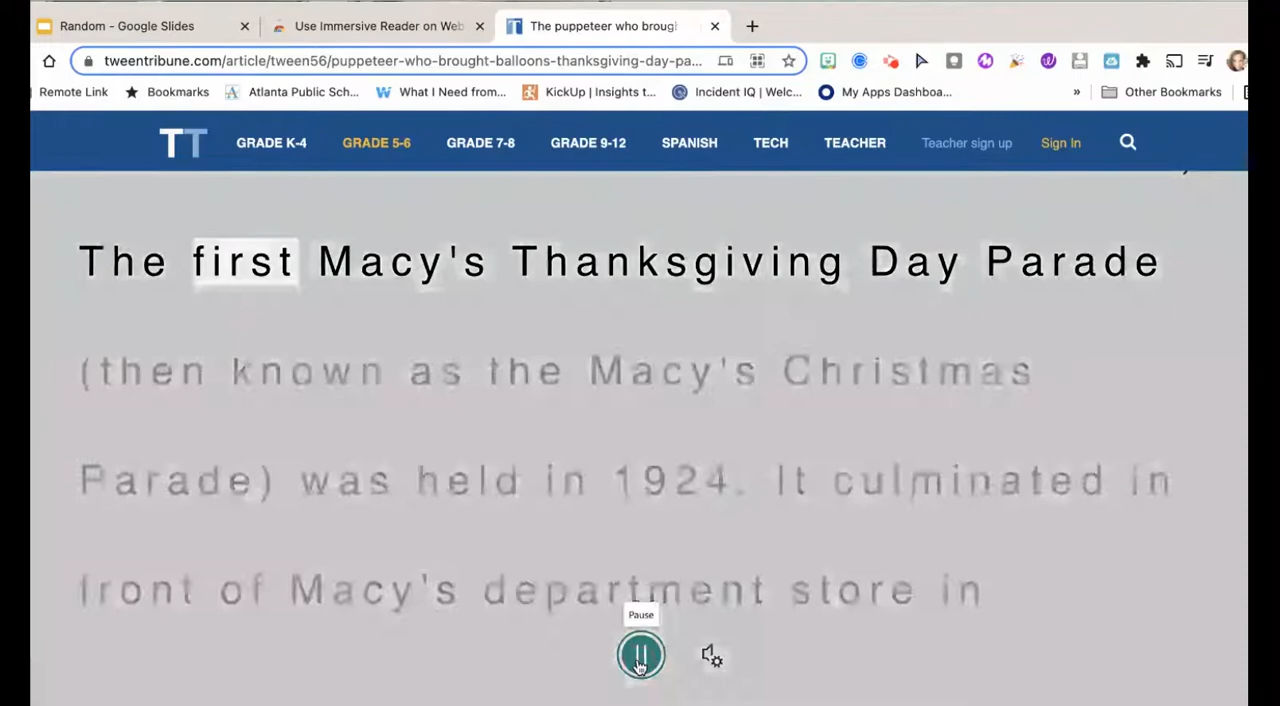 Random - Google Slides
Use Immersive Reader on Web
The puppeteer who broug
tweentribune.com/article/tween56/puppeteer-who-brought-balloons-thanksgiving-day-pa...
Remote Link
Bookmarks
Atlanta Public Sch...
What I Need from...
KickUp | Insights t...
Incident IQ | Welc...
My Apps Dashboa...
»
Other Bookmarks
TT
GRADE K-4
GRADE 5-6
GRADE 7-8
GRADE 9-12
SPANISH
TECH
TEACHER
Teacher sign up
Sign In
The first Macy's Thanksgiving Day Parade
(then known as the Macy's Christmas
Parade) was held in 1924. It culminated in
front of Macy's department store in
Pause